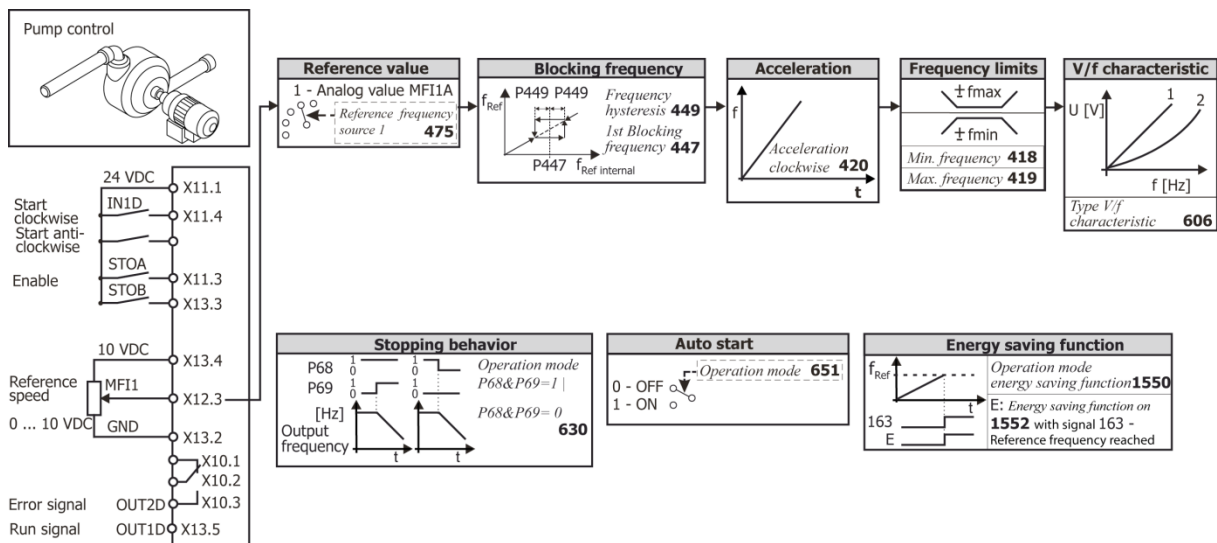 Pump control
24 VDC
X11.1
Start
clockwise
IN1D
X11.4
Start anti-
clockwise
Enable
STOA
X11.3
STOB
X13.3
10 VDC
X13.4
Reference
speed
MFI1
X12.3
0 ... 10 VDC
GND
X13.2
X10.1
X10.2
Error signal OUT2D X10.3
Run signal OUT1D X13.5
Reference value
1 - Analog value MFI1A
Reference frequency
source 1 475
Blocking frequency
fRef
P449 P449
Frequency
hysteresis 449
1st Blocking
frequency 447
P447
fRef internal
Acceleration
f
Acceleration
clockwise 420
t
Frequency limits
± fmax
± fmin
Min. frequency 418
Max. frequency 419
V/f characteristic
U [V]
1
2
f [Hz]
Type V/f
characteristic 606
Stopping behavior
P68
1
0
1
0
P69
1
0
1
0
Operation mode
P68&P69=1 |
P68&P69= 0
630
[Hz]
Output
frequency
t
t
Auto start
Operation mode 651
0 - OFF
1 - ON
Energy saving function
fRef
t
163
E
Operation mode
energy saving function 1550
E: Energy saving function on
1552 with signal 163 -
Reference frequency reached